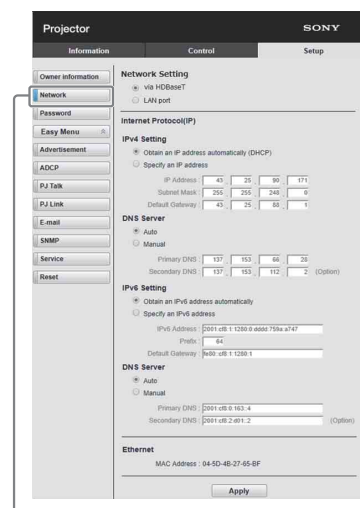 Projector SONY
Information Control Setup
Owner information
Network
Password
Easy Menu
Advertisement
ADCP
PJ Talk
PJ Link
E-mail
SNMP
Service
Reset
Network Setting
via HDBaseT
LAN port
Internet Protocol(IP)
IPv4 Setting
Obtain an IP address automatically (DHCP)
Specify an IP address
IP Address : 43 . 25 . 90 . 171
Subnet Mask : 255 . 255 . 248 . 0
Default Gateway : 43 . 25 . 88 . 1
DNS Server
Auto
Manual
Primary DNS : 137 . 153 . 66 . 28
Secondary DNS : 137 . 153 . 112 . 2 (Option)
IPv6 Setting
Obtain an IPv6 address automatically
Specify an IPv6 address
IPv6 Address : 2001:cf8:1:1280:0:dddd:759a:a747
Prefix : 64
Default Gateway : fe80::cf8:1:1280:1
DNS Server
Auto
Manual
Primary DNS : 2001:cf8:0:163::4
Secondary DNS : 2001:cf8:2:d01::2 (Option)
Ethernet
MAC Address : 04-5D-4B-27-65-BF
Apply